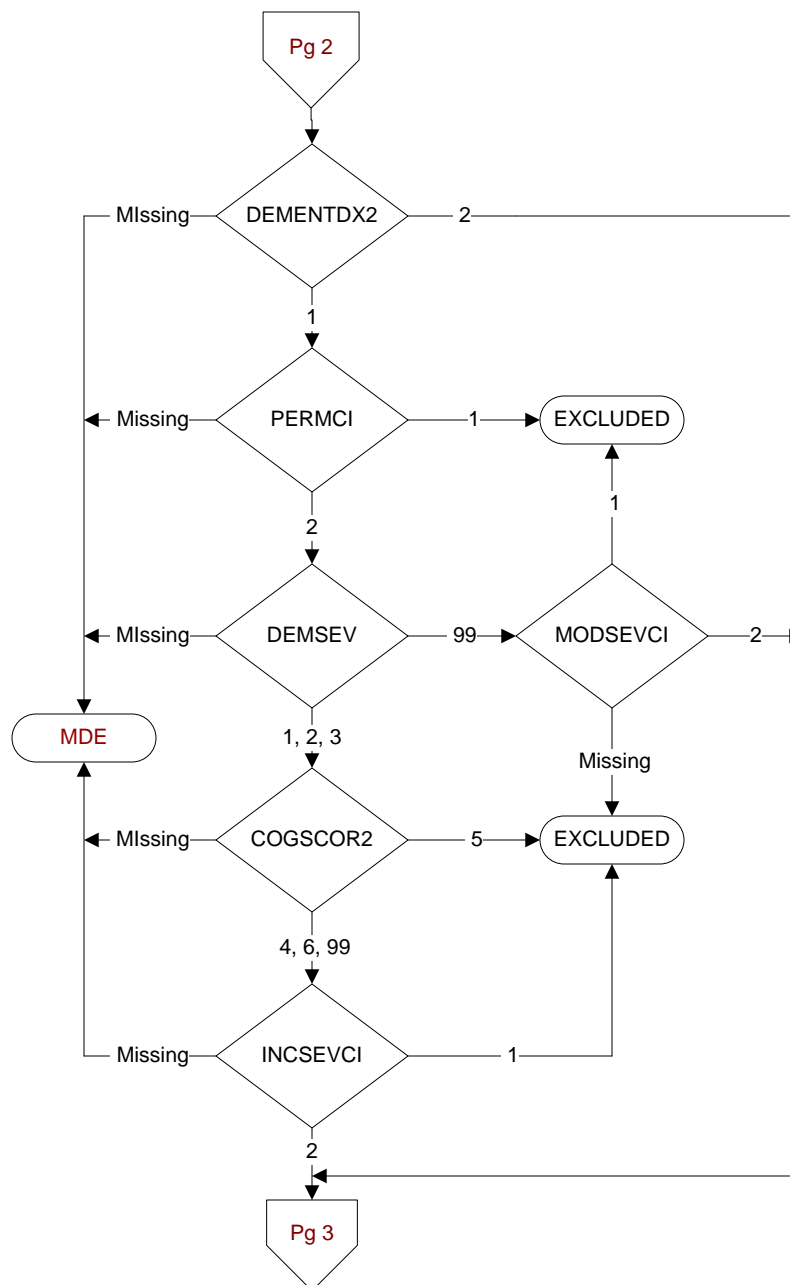 Pg 2
MIssing
DEMENTDX2
2
1
Missing
PERMCI
1
EXCLUDED
2
1
MIssing
DEMSEV
99
MODSEVCI
2
MDE
1, 2, 3
Missing
MIssing
COGSCOR2
5
EXCLUDED
4, 6, 99
Missing
INCSEVCI
1
2
Pg 3